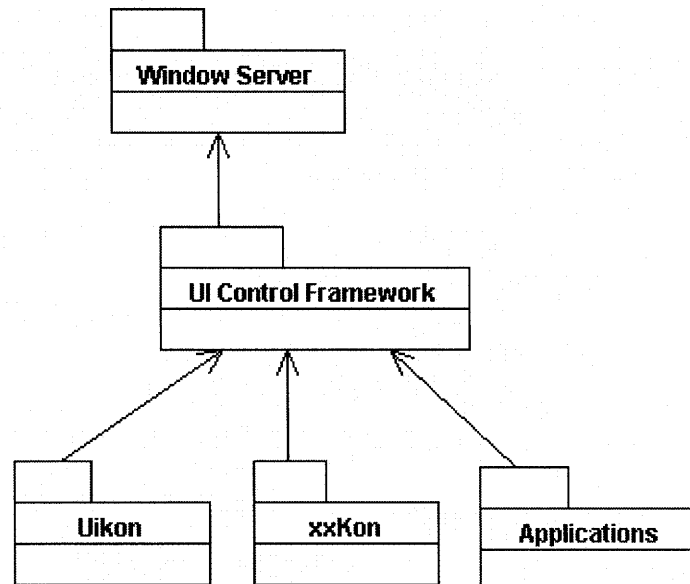 Window Server
UI Control Framework
Uikon
xxKon
Applications